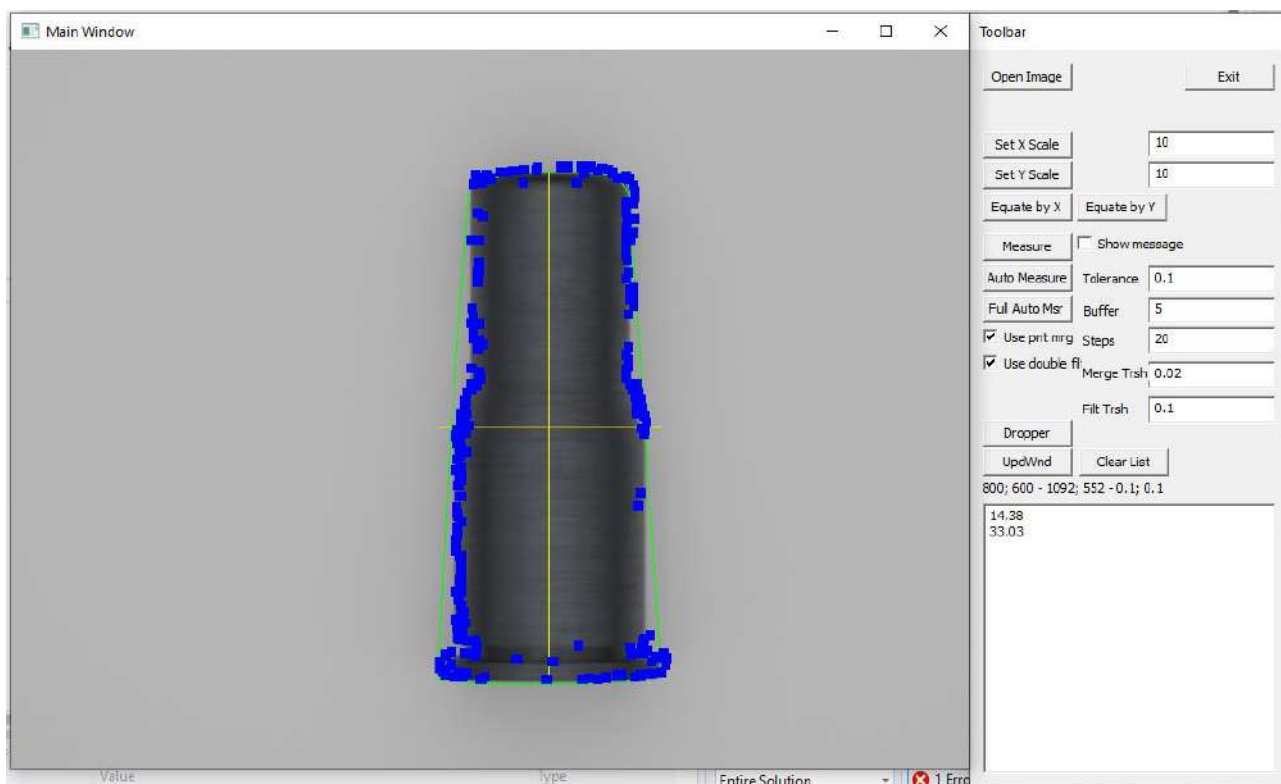 Main Window
Toolbar
Open Image Exit
Set X Scale 10
Set Y Scale 10
Equate by X Equate by Y
Measure Show message
Auto Measure Tolerance 0.1
Full Auto Msr Buffer 5
Use pnt mrg Steps 20
Use double fl Merge Trsh 0.02
Filt Trsh 0.1
Dropper
UpdWnd Clear List
800; 600 - 1092; 552 - 0.1; 0.1
14.38
33.03
Value Type Entire Solution 1 Erro